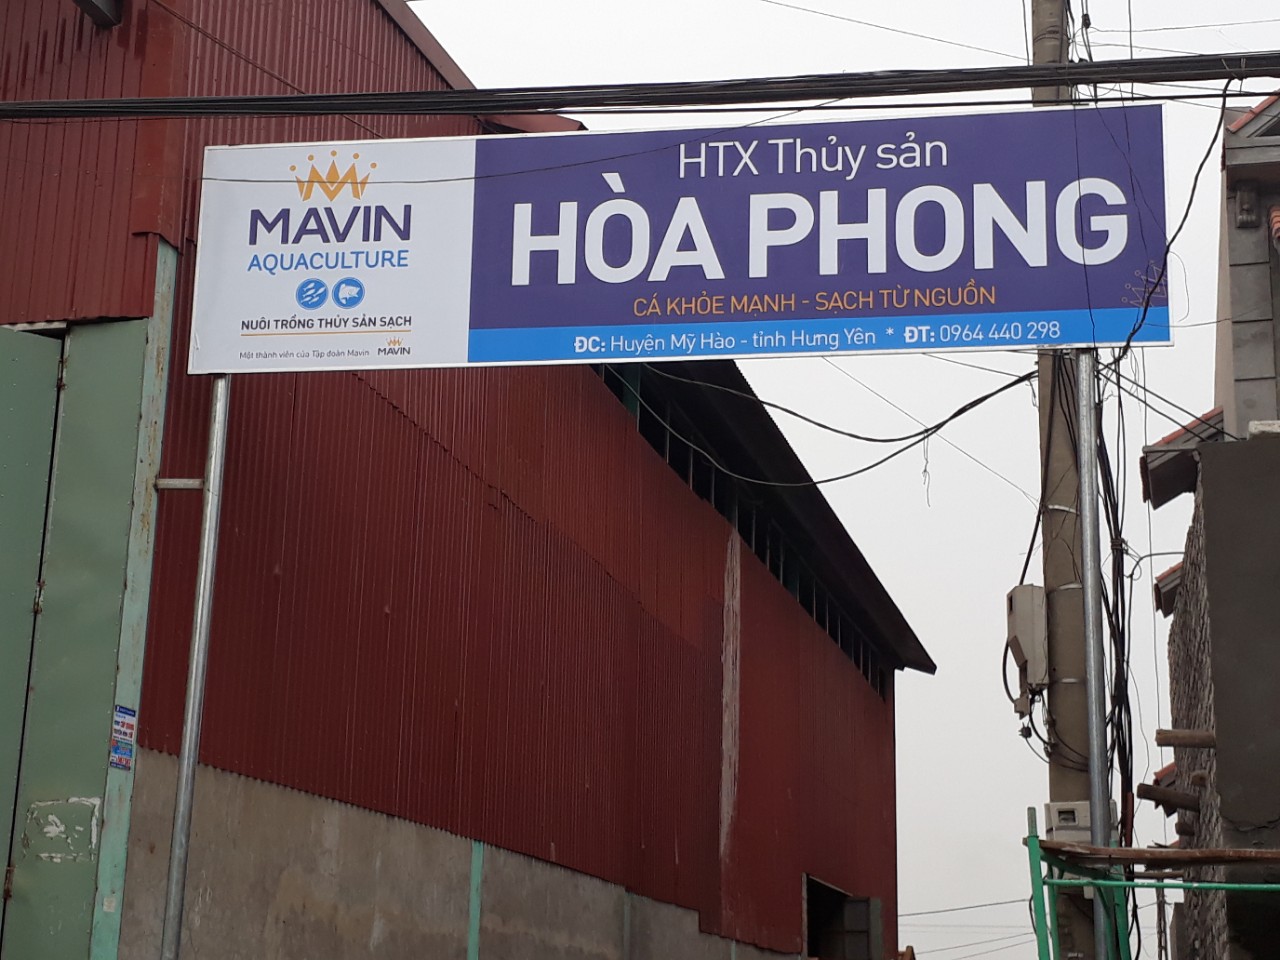 MAVIN
AQUACULTURE
NUÔI TRỒNG THỦY SẢN SẠCH
Một thành viên của Tập đoàn Mavin MAVIN
HTX Thủy sản
HÒA PHONG
CÁ KHỎE MẠNH - SẠCH TỪ NGUỒN
ĐC: Huyện Mỹ Hào - tỉnh Hưng Yên * ĐT: 0964 440 298